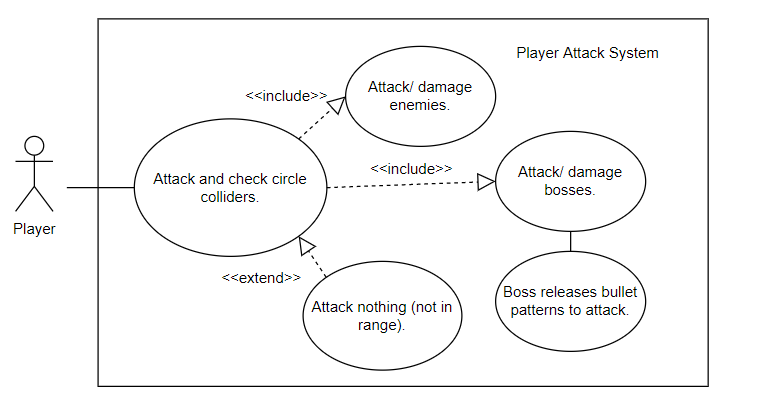 Player Attack System
<<include>>
Attack/ damage
enemies.
<<include>>
Attack/ damage
bosses.
Attack and check circle
colliders.
Player
<<extend>>
Attack nothing (not in
range).
Boss releases bullet
patterns to attack.